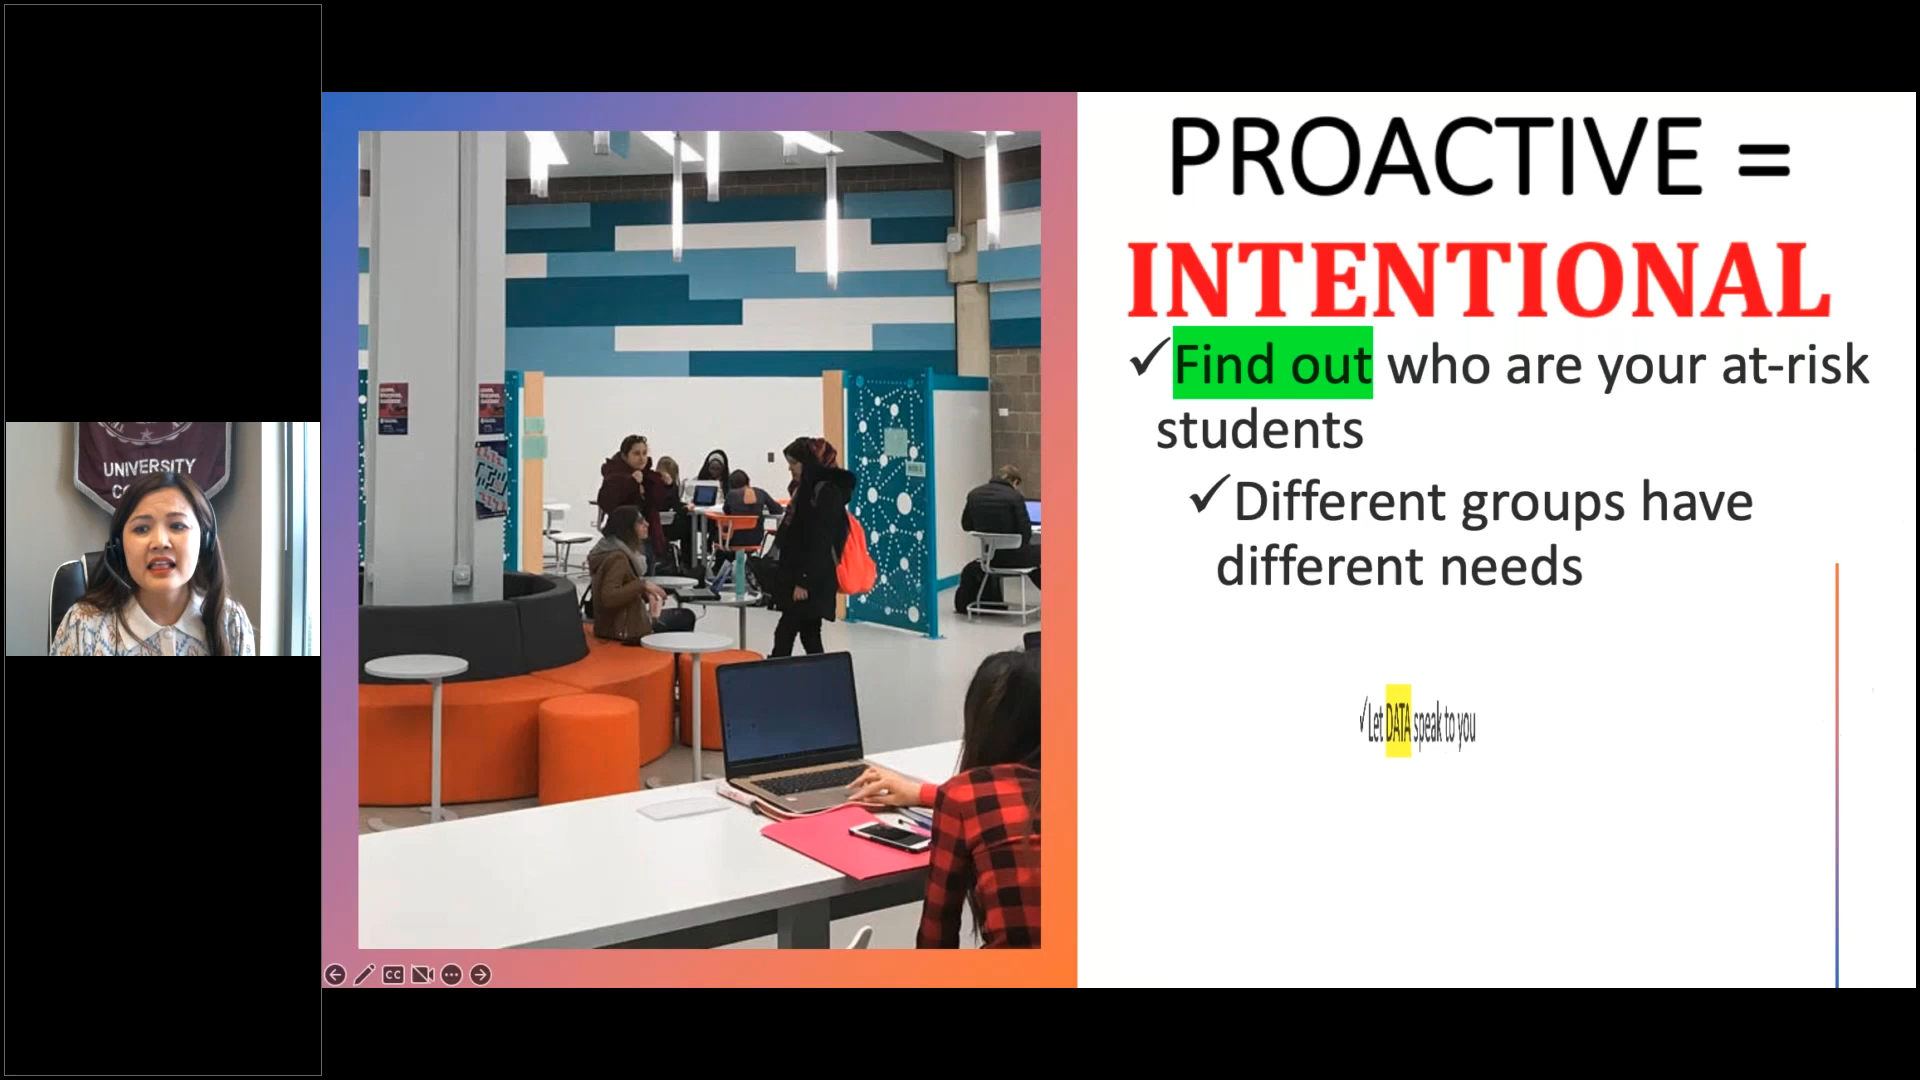 UNIVERSITY
PROACTIVE =
INTENTIONAL
✓Find out who are your at-risk
students
✓Different groups have
different needs
✓Let DATA speak to you
CC